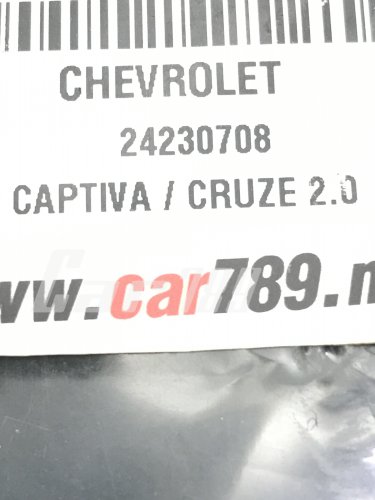 CHEVROLET
24230708
CAPTIVA / CRUZE 2.0
ww.car789.n